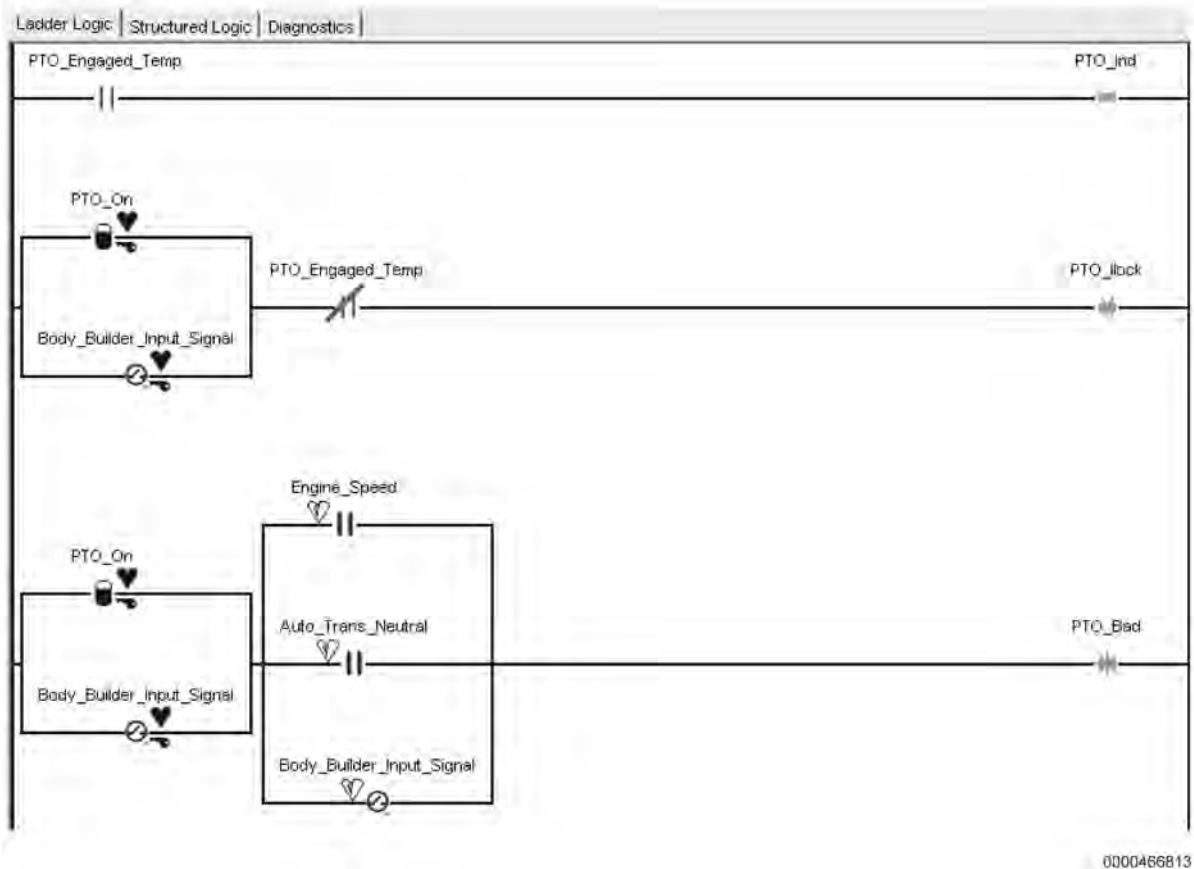 Ladder Logic Structured Logic Diagnostics
PTO_Engaged_Temp PTO_Ind
PTO_On
PTO_Engaged_Temp PTO_Ilock
Body_Builder_Input_Signal
Engine_Speed
PTO_On
Auto_Trans_Neutral PTO_Bad
Body_Builder_Input_Signal
Body_Builder_Input_Signal
0000466813